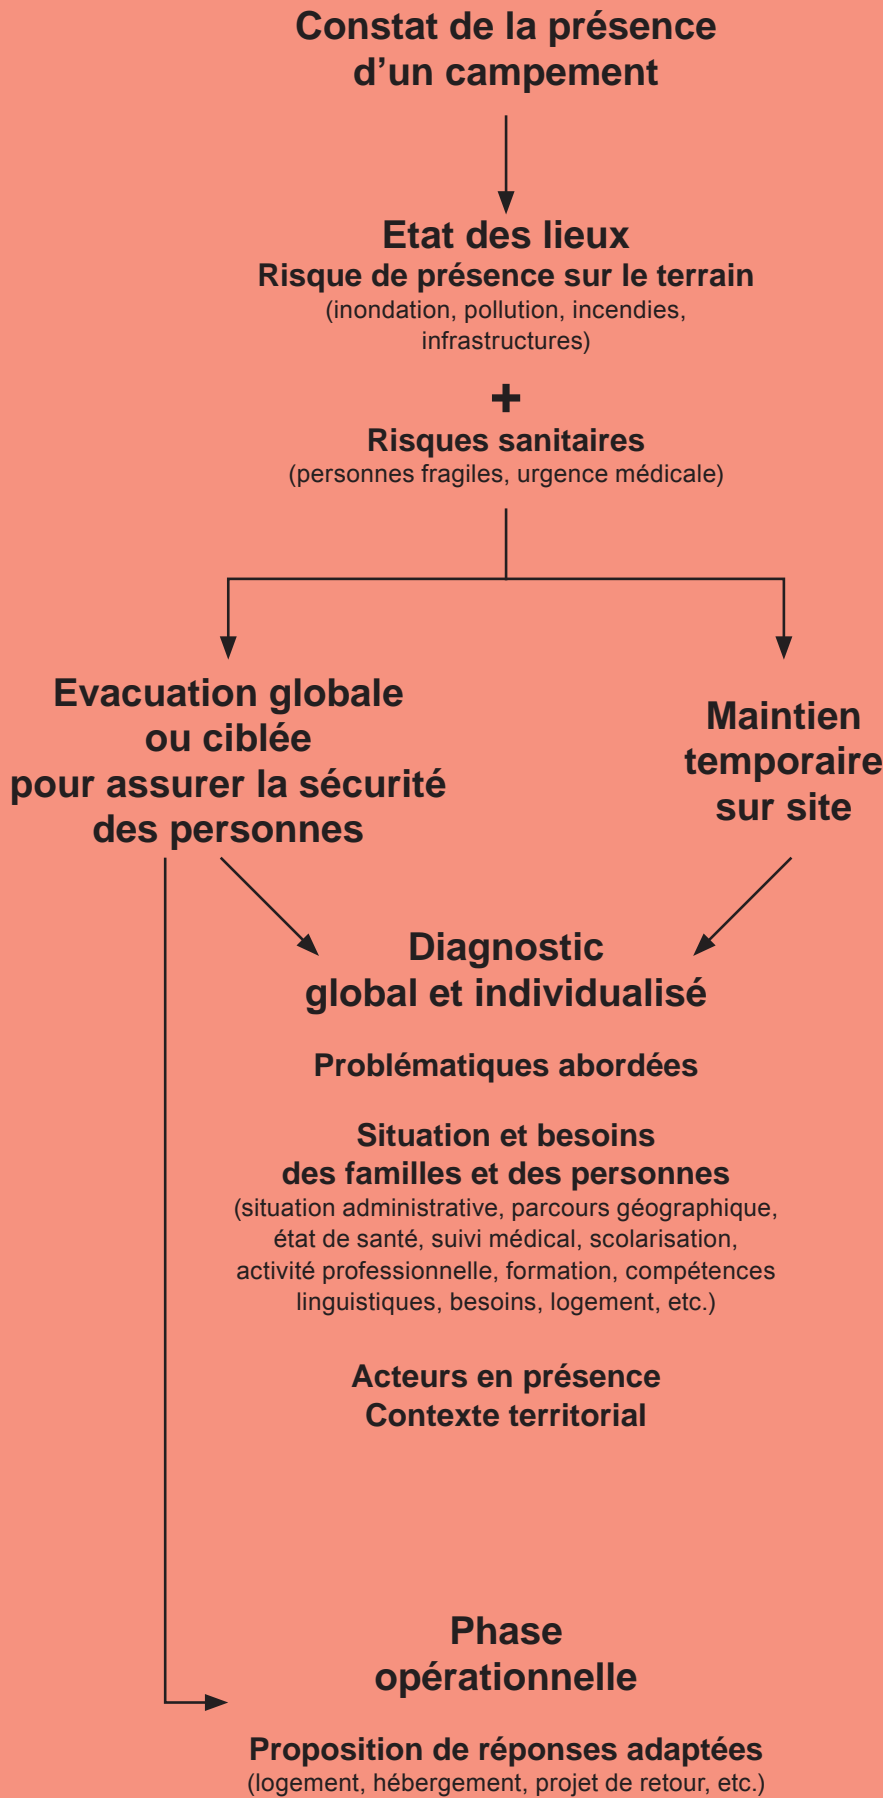 Constat de la présence
d’un campement
Etat des lieux
Risque de présence sur le terrain
(inondation, pollution, incendies,
infrastructures)
+
Risques sanitaires
(personnes fragiles, urgence médicale)
Evacuation globale
ou ciblée
pour assurer la sécurité
des personnes
Maintien
temporaire
sur site
Diagnostic
global et individualisé
Problématiques abordées
Situation et besoins
des familles et des personnes
(situation administrative, parcours géographique,
état de santé, suivi médical, scolarisation,
activité professionnelle, formation, compétences
linguistiques, besoins, logement, etc.)
Acteurs en présence
Contexte territorial
Phase
opérationnelle
Proposition de réponses adaptées
(logement, hébergement, projet de retour, etc.)